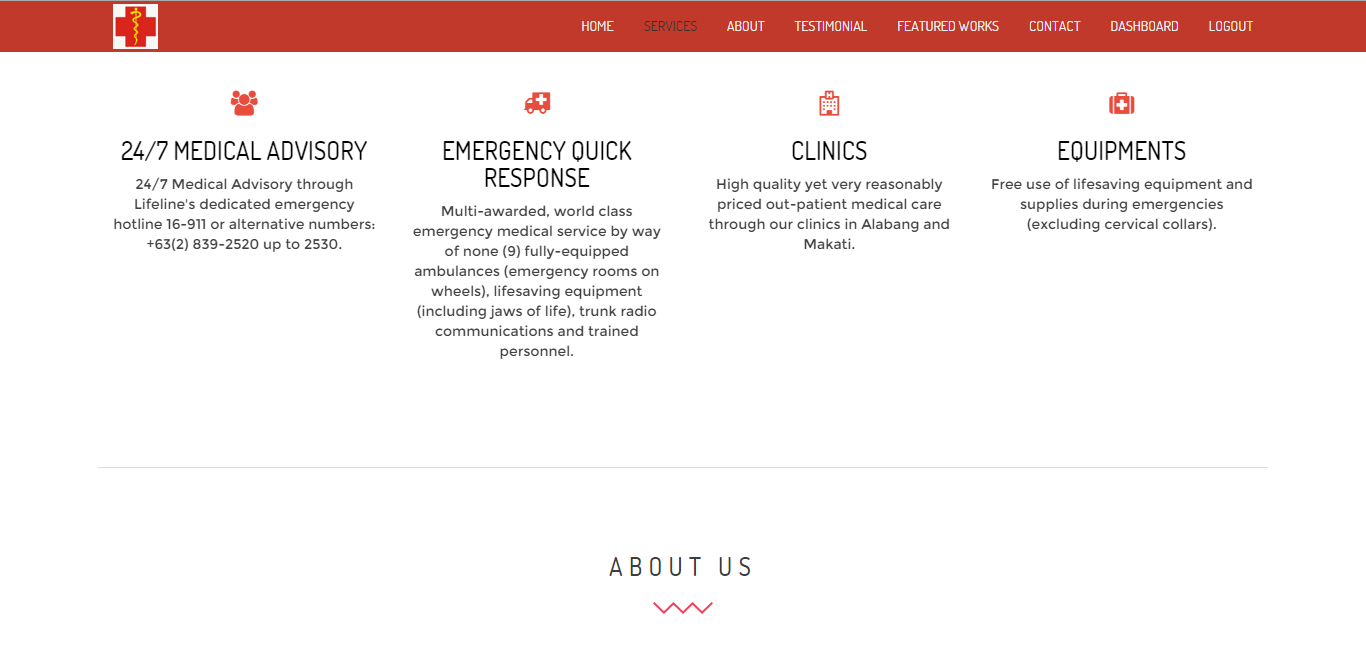 HOME SERVICES ABOUT TESTIMONIAL FEATURED WORKS CONTACT DASHBOARD LOGOUT
24/7 MEDICAL ADVISORY
24/7 Medical Advisory through
Lifeline's dedicated emergency
hotline 16-911 or alternative numbers:
+63(2) 839-2520 up to 2530.
EMERGENCY QUICK
RESPONSE
Multi-awarded, world class
emergency medical service by way
of none (9) fully-equipped
ambulances (emergency rooms on
wheels), lifesaving equipment
(including jaws of life), trunk radio
communications and trained
personnel.
CLINICS
High quality yet very reasonably
priced out-patient medical care
through our clinics in Alabang and
Makati.
EQUIPMENTS
Free use of lifesaving equipment and
supplies during emergencies
(excluding cervical collars).
ABOUT US